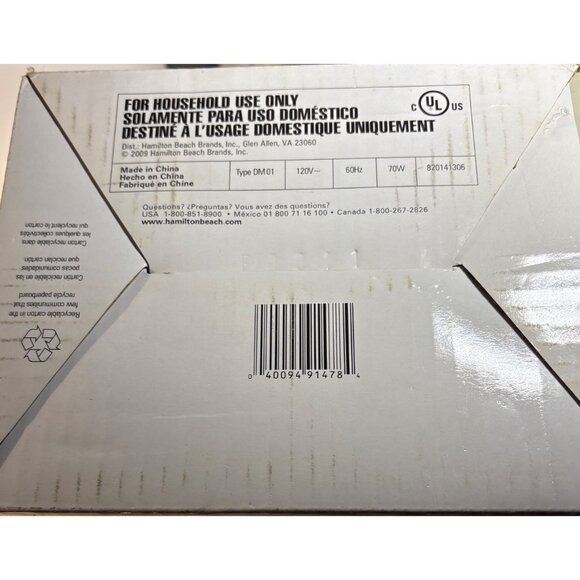 FOR HOUSEHOLD USE ONLY
SOLAMENTE PARA USO DOMÉSTICO
DESTINÉ À L'USAGE DOMESTIQUE UNIQUEMENT
C UL US
Dist.: Hamilton Beach Brands, Inc., Glen Allen, VA 23060
© 2009 Hamilton Beach Brands, Inc.
Made in China
Hecho en China
Fabriqué en Chine
Type DM01
120V~
60Hz
70W
820141306
Questions? ¿Preguntas? Vous avez des questions?
USA 1-800-851-8900 • México 01 800 71 16 100 • Canada 1-800-267-2826
www.hamiltonbeach.com
Recyclable carton in the
few communities that
recycle paperboard
Cartón reciclable en las
pocas comunidades
que reciclan cartón
Carton recyclable dans
les quelques collectivités
qui recyclent le carton
0 40094 91478 4